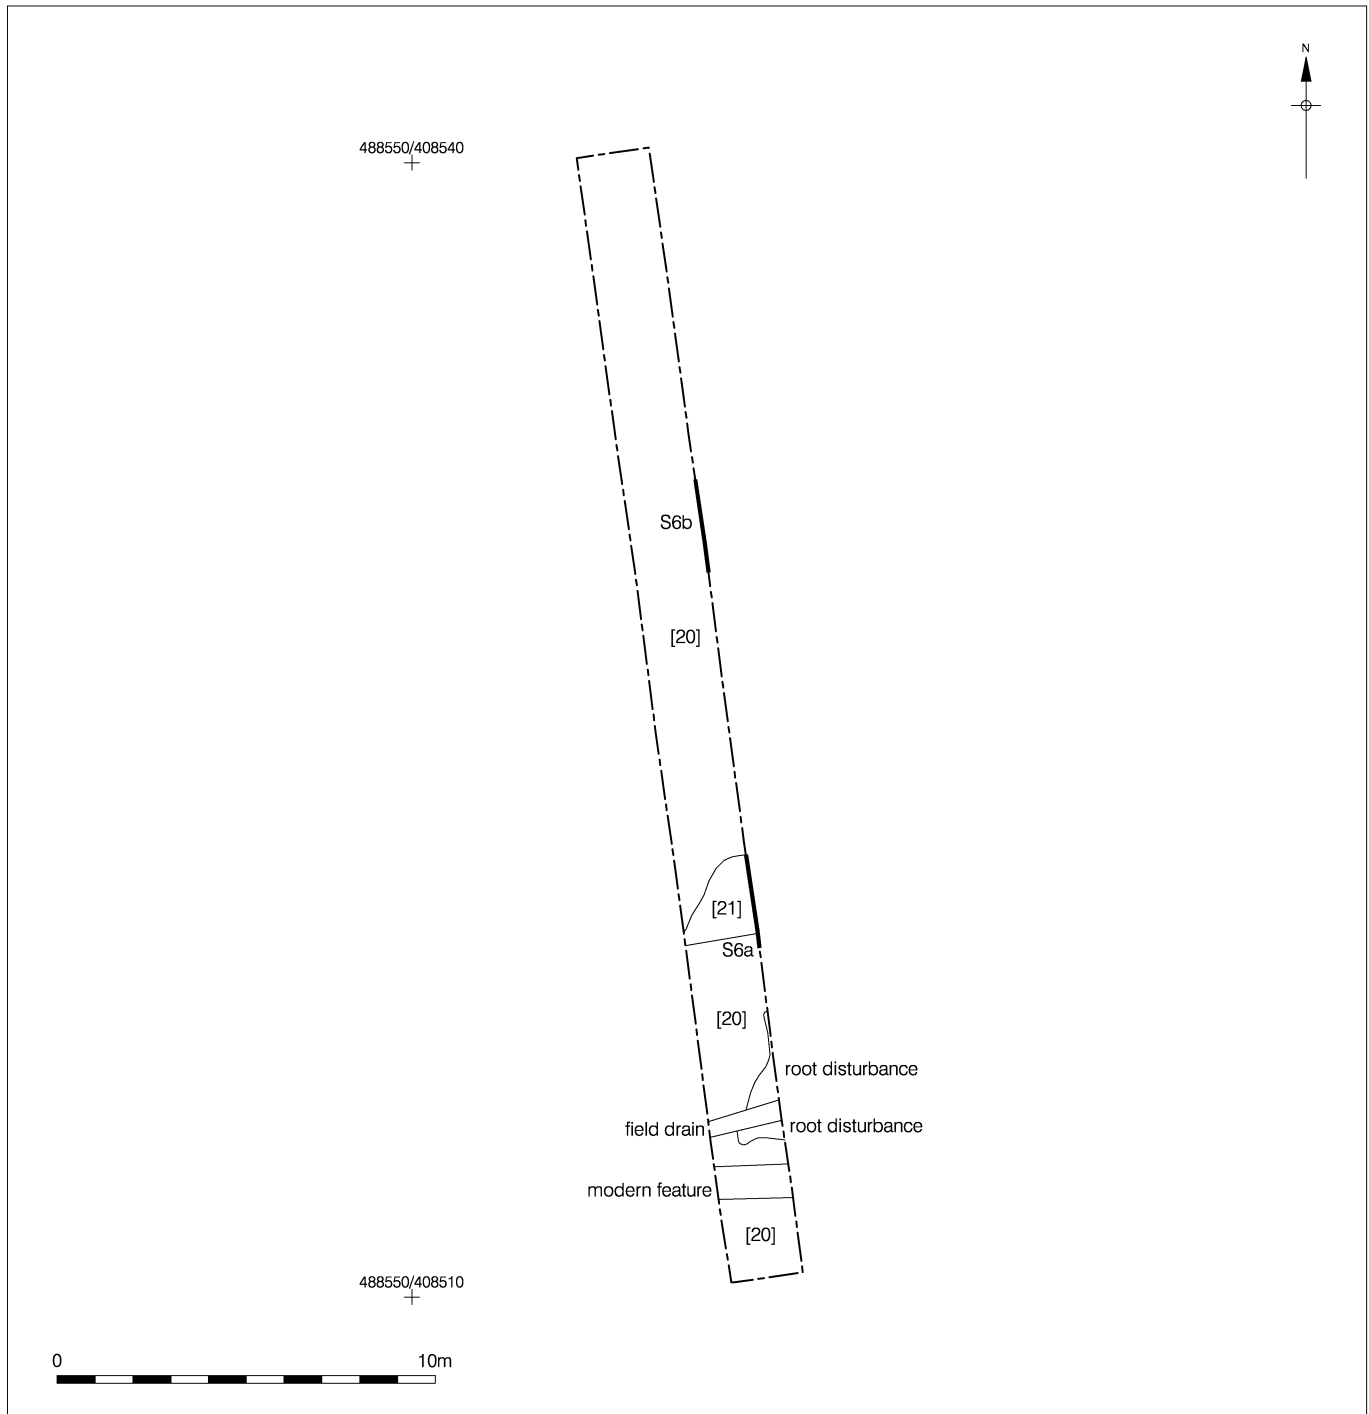 N
488550/408540
S6b
[20]
[21]
S6a
[20]
root disturbance
field drain
root disturbance
modern feature
[20]
488550/408510
0
10m